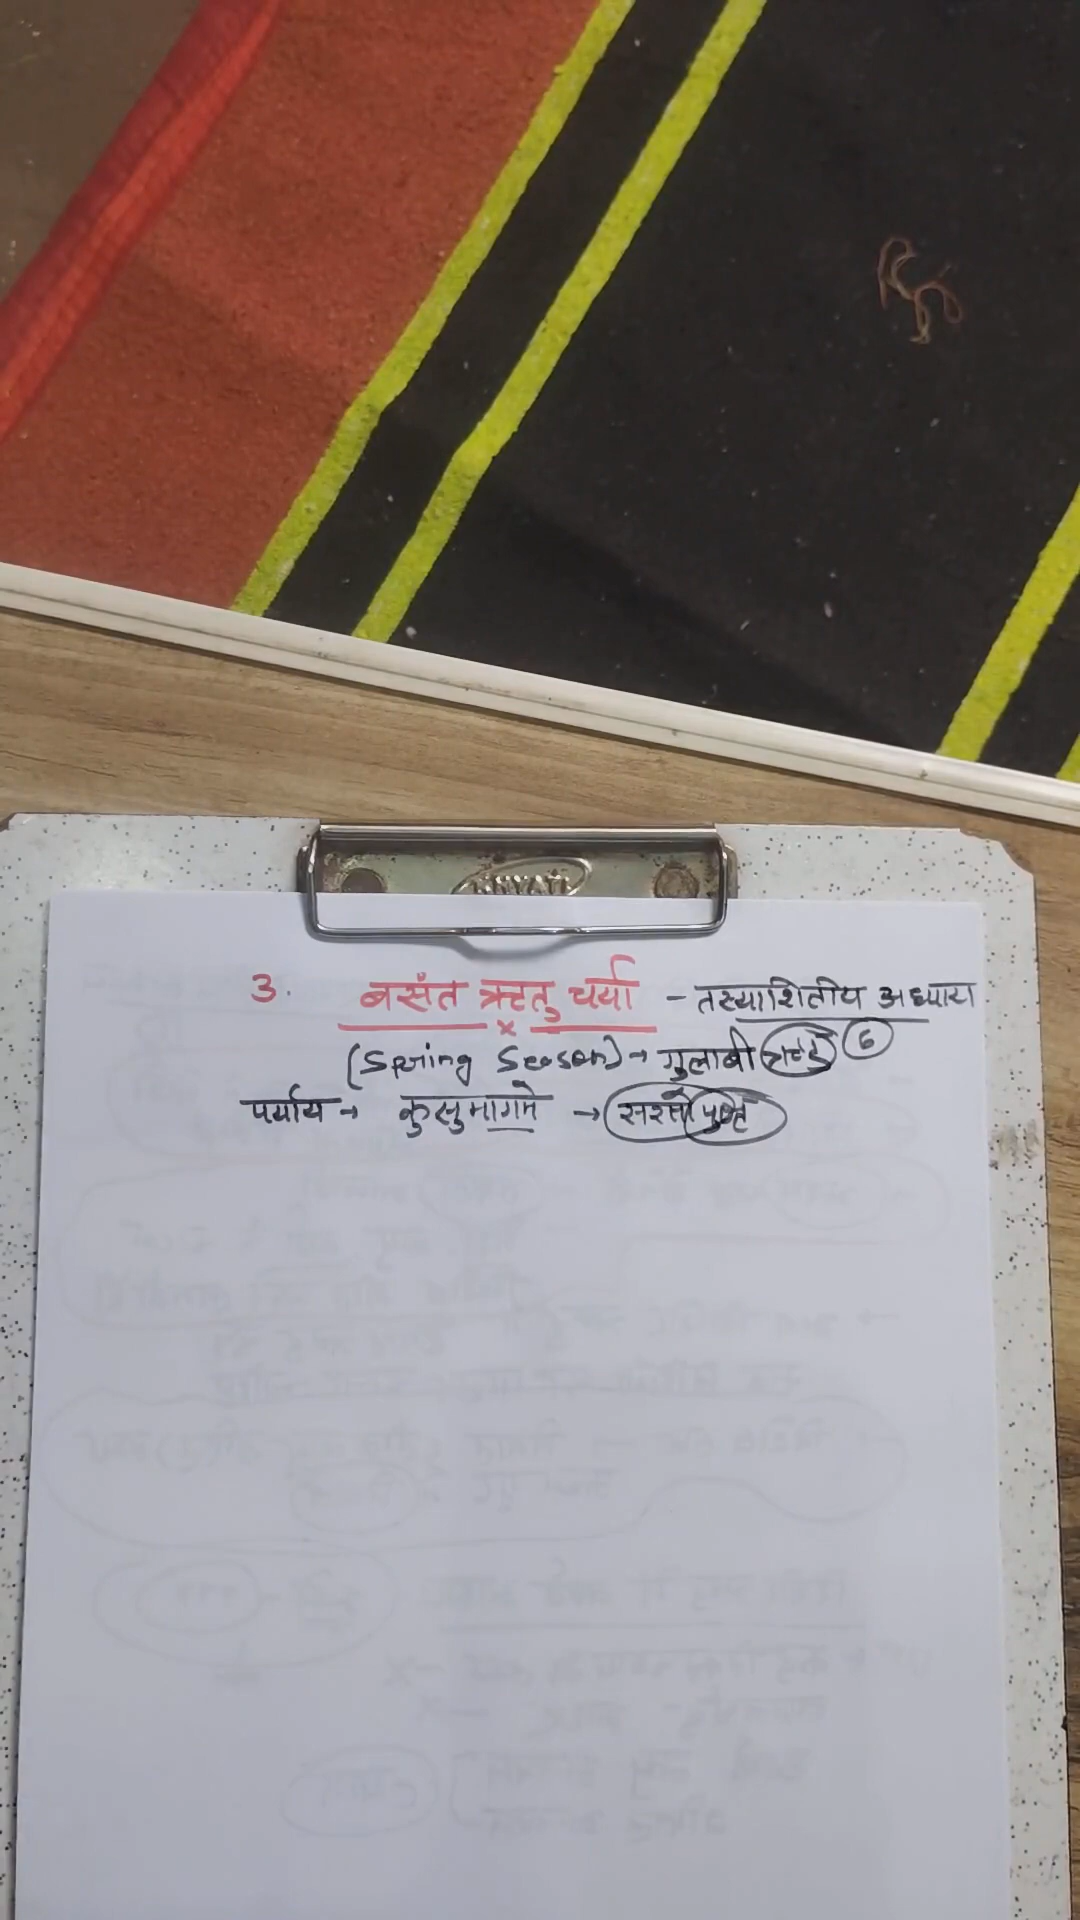 3. बसंत ऋतु चर्या - तस्याशितीय अध्याय
(Spring Season) → गुलाबी 6
पर्याय → कुसुमागमे → सरसो पुष्प